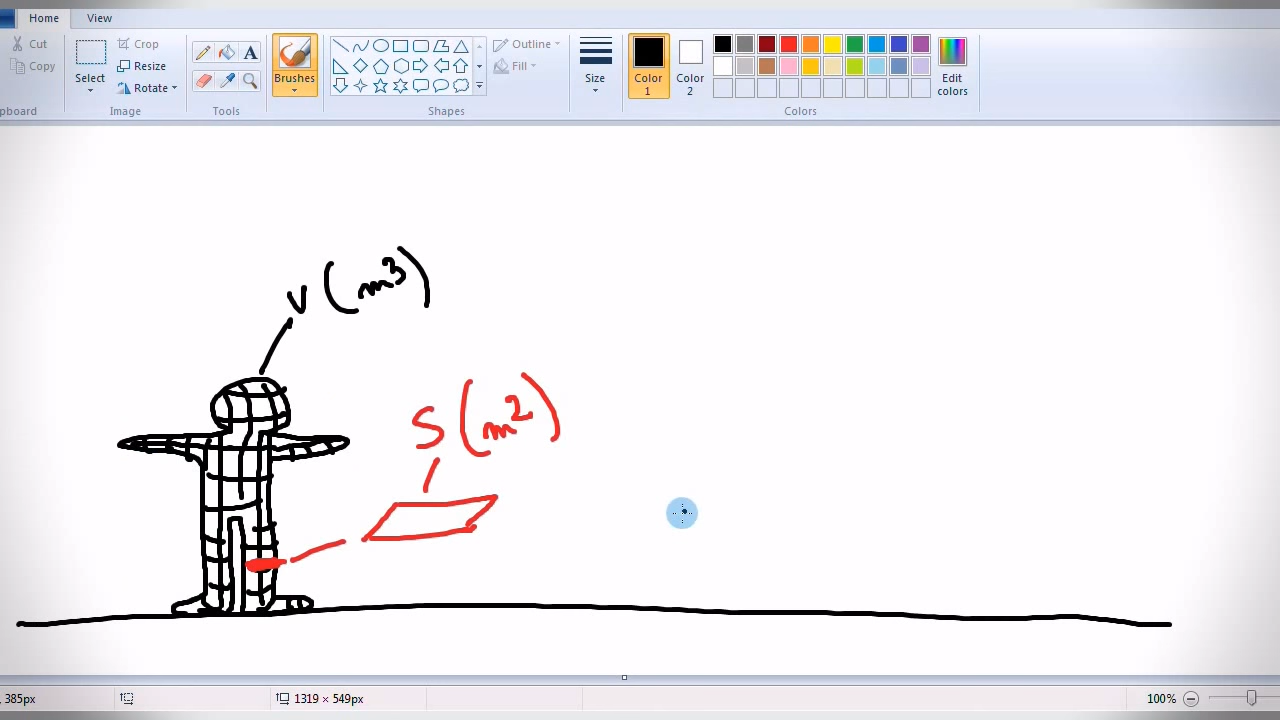 Home View
Cut
Copy
Select
Crop
Resize
Rotate
Image
A
Tools
Brushes
Outline
Fill
Shapes
Size
Color 1
Color 2
Edit colors
Colors
pboard
V (m³)
S (m²)
, 385px
1319 × 549px
100%